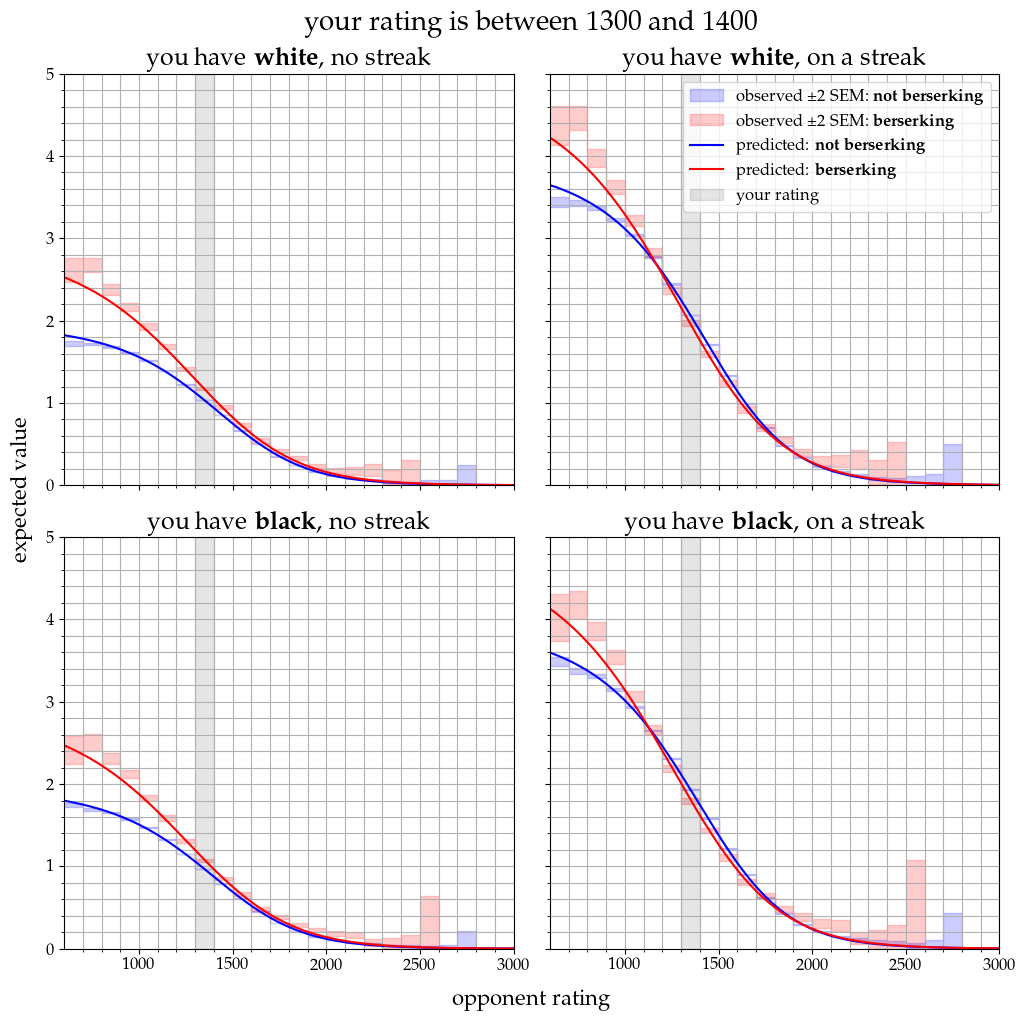 your rating is between 1300 and 1400
you have white, no streak
you have white, on a streak
5
4
3
2
1
0
observed ±2 SEM: not berserking
observed ±2 SEM: berserking
predicted: not berserking
predicted: berserking
your rating
expected value
you have black, no streak
you have black, on a streak
5
4
3
2
1
0
1000 1500 2000 2500 3000
1000 1500 2000 2500 3000
opponent rating